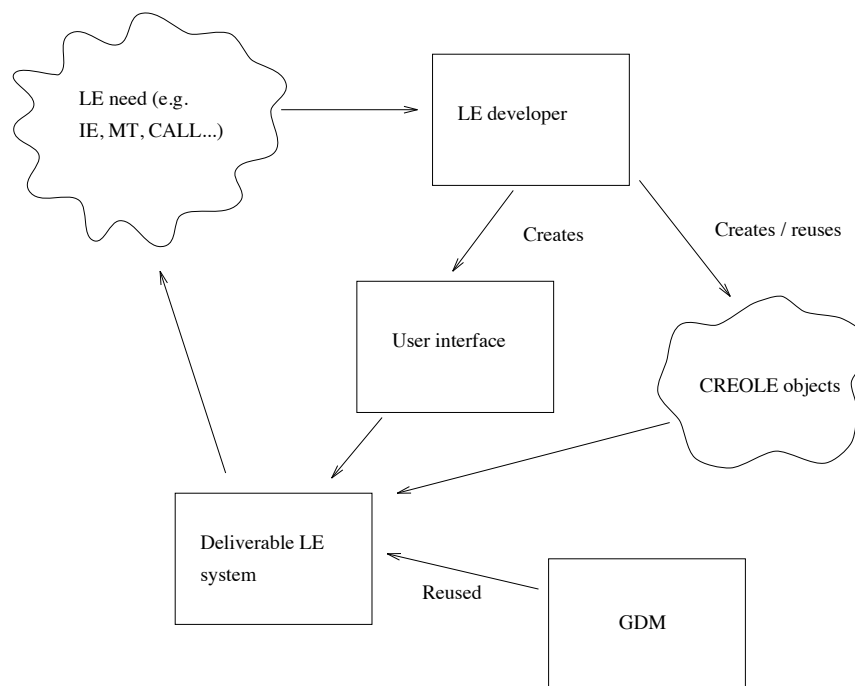 LE need (e.g.
IE, MT, CALL...)
LE developer
Creates
Creates / reuses
User interface
CREOLE objects
Deliverable LE
system
Reused
GDM